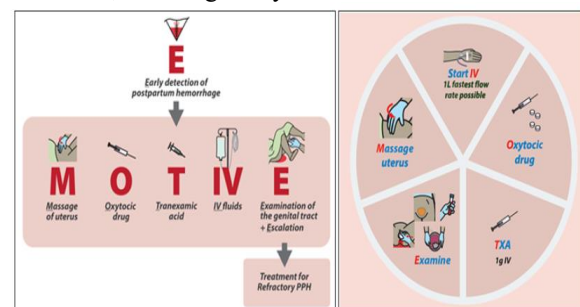 E
Early detection of
postpartum hemorrhage
M O T IV E
Massage
of uterus
Oxytocic
drug
Tranexamic
acid
IV fluids
Examination of
the genital tract
+ Escalation
Treatment for
Refractory PPH
Start IV
1L fastest flow
rate possible
Massage
uterus
Oxytocic
drug
Examine
TXA
1g IV